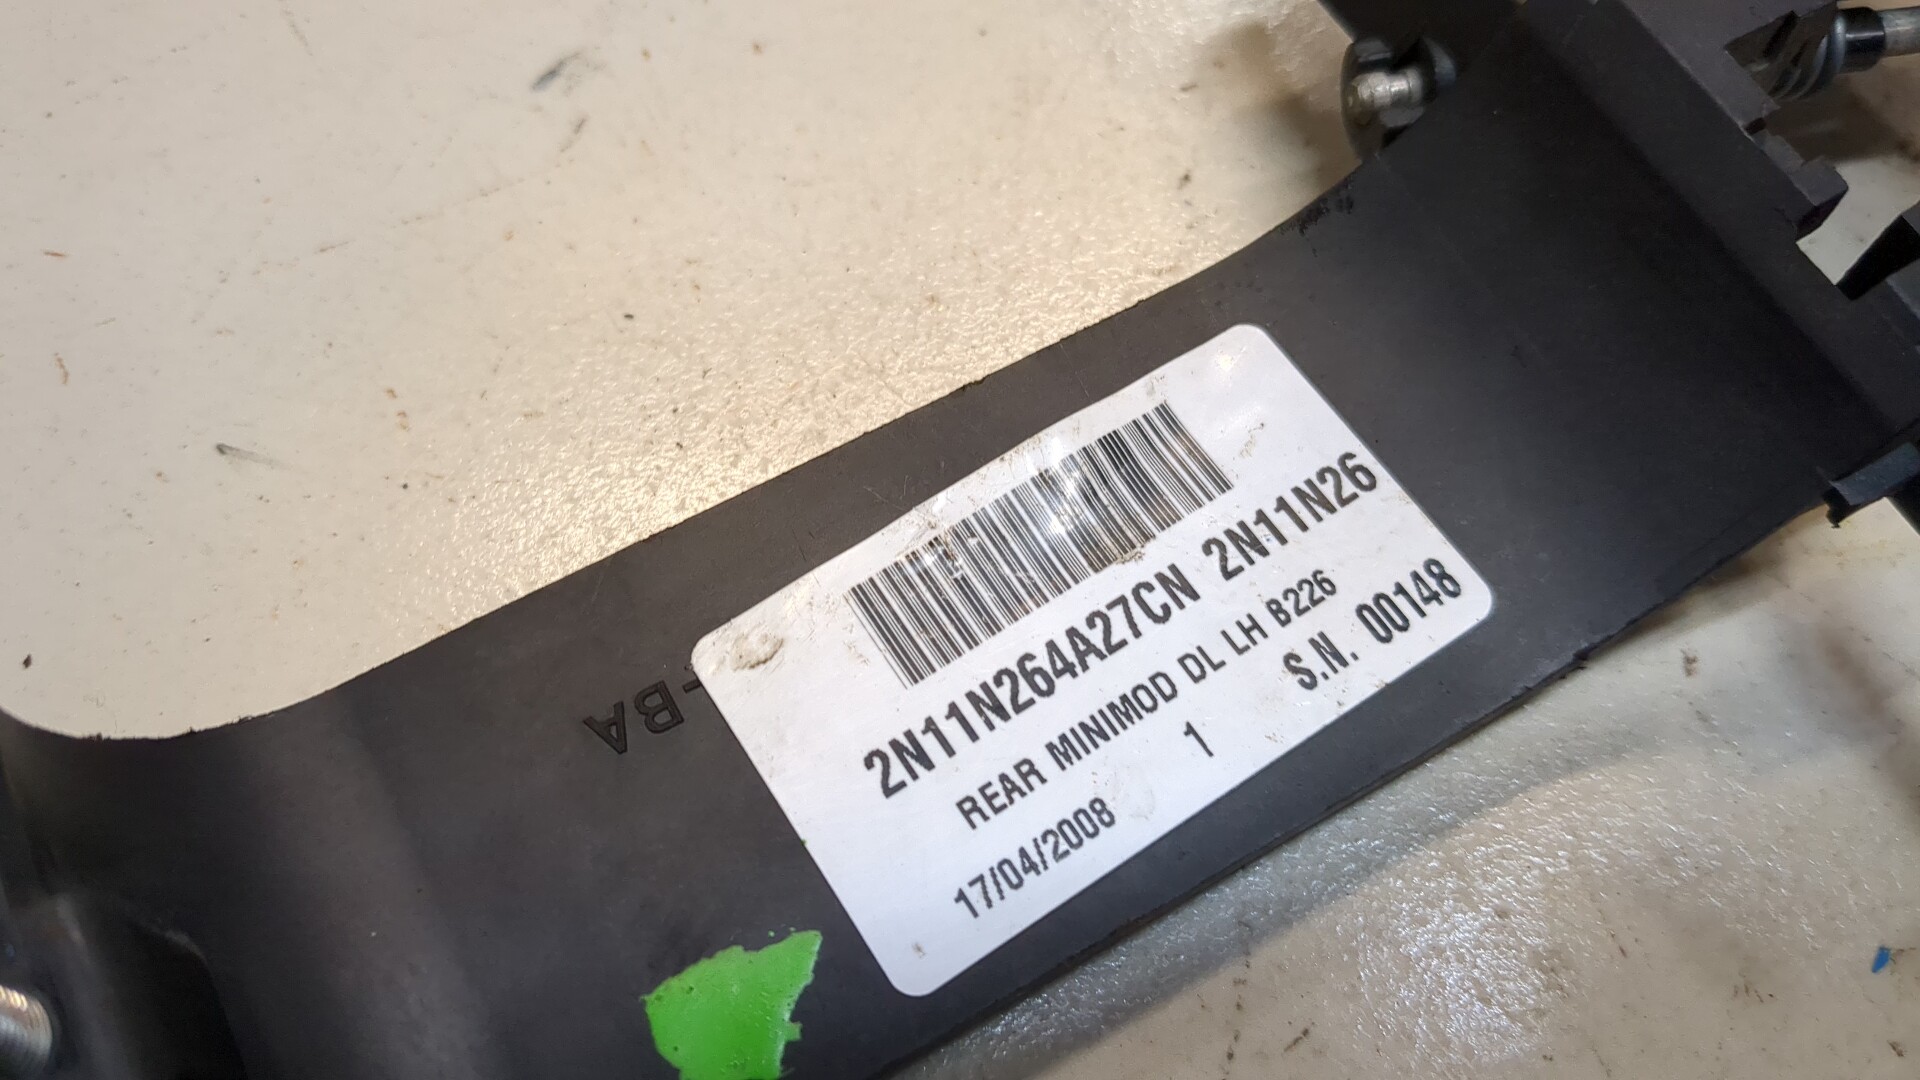 2N11N264A27CN 2N11N26
REAR MINIMOD DL LH B226
17/04/2008 1 S.N. 00148
-BA